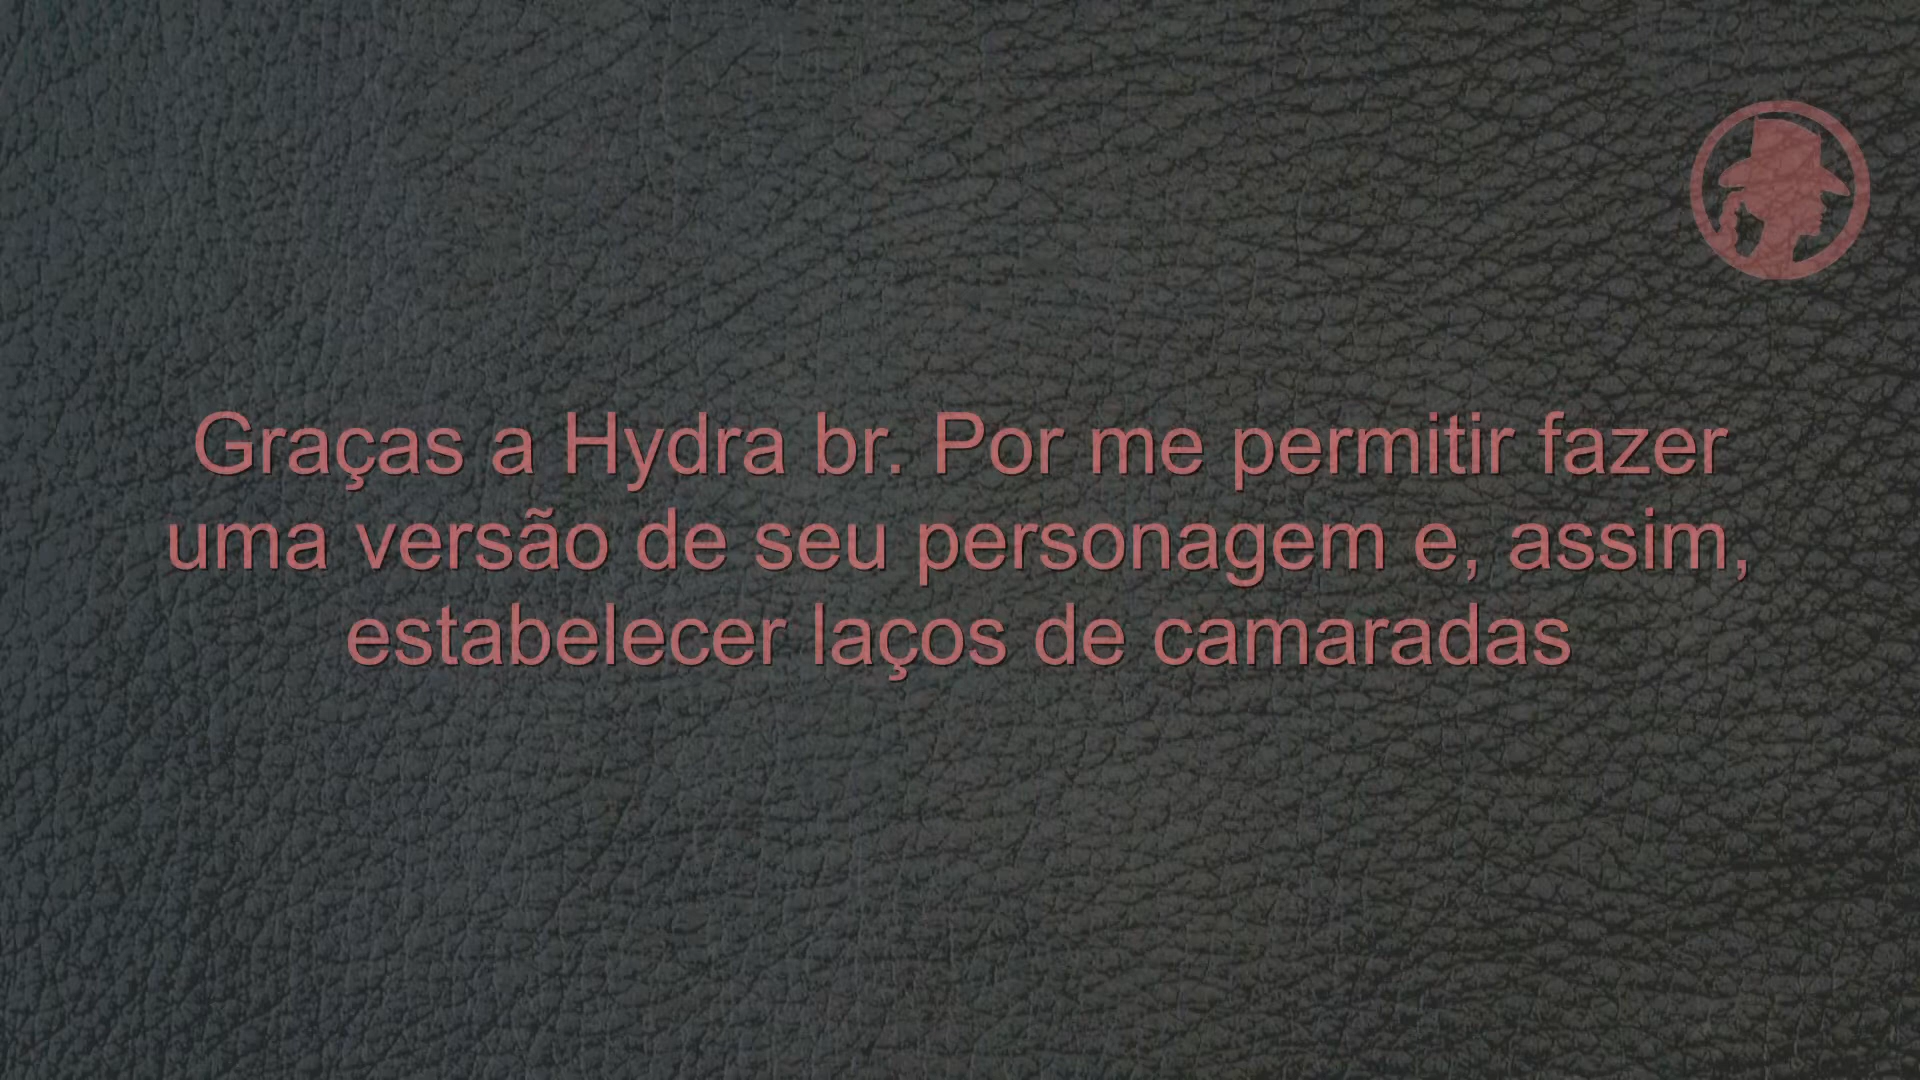 Graças a Hydra br. Por me permitir fazer
uma versão de seu personagem e, assim,
estabelecer laços de camaradas